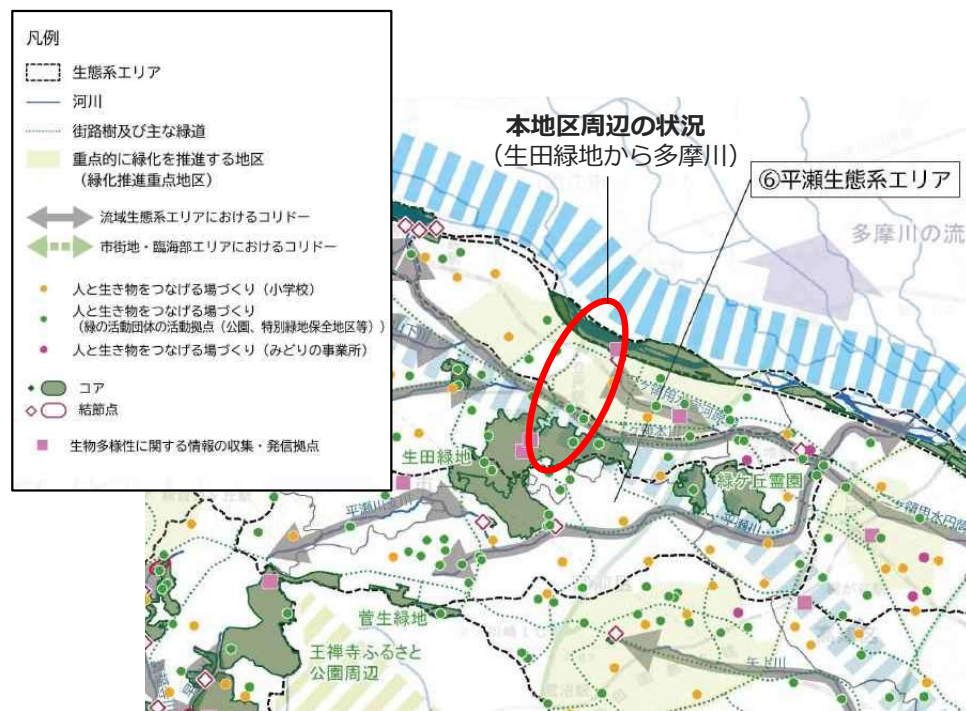 凡例
生態系エリア
河川
街路樹及び主な緑道
重点的に緑化を推進する地区
（緑化推進重点地区）
流域生態系エリアにおけるコリドー
市街地・臨海部エリアにおけるコリドー
人と生き物をつなげる場づくり（小学校）
人と生き物をつなげる場づくり
（緑の活動団体の活動拠点（公園、特別緑地保全地区等））
人と生き物をつなげる場づくり（みどりの事業所）
コア
結節点
生物多様性に関する情報の収集・発信拠点
本地区周辺の状況
（生田緑地から多摩川）
⑥平瀬生態系エリア
多摩川の流
生田緑地
緑ケ丘霊園
平瀬川
菅生緑地
王禅寺ふるさと
公園周辺
矢上川